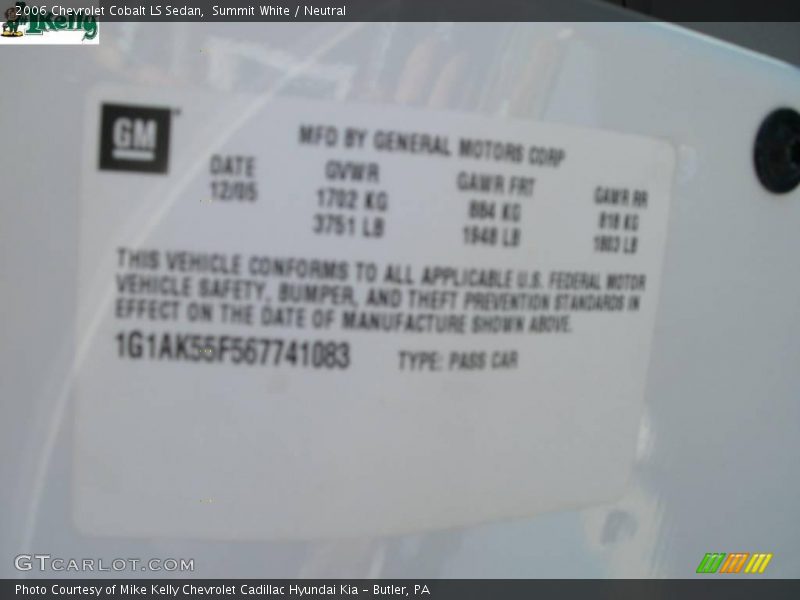 2006 Chevrolet Cobalt LS Sedan,  Summit White / Neutral
Kelly
GM
MFD BY GENERAL MOTORS CORP
DATE GVWR GAWR FRT GAWR RR
12/05 1702 KG 884 KG 818 KG
3751 LB 1948 LB 1803 LB
THIS VEHICLE CONFORMS TO ALL APPLICABLE U.S. FEDERAL MOTOR
VEHICLE SAFETY, BUMPER, AND THEFT PREVENTION STANDARDS IN
EFFECT ON THE DATE OF MANUFACTURE SHOWN ABOVE.
1G1AK55F567741083 TYPE: PASS CAR
GTCARLOT.COM
Photo Courtesy of Mike Kelly Chevrolet Cadillac Hyundai Kia – Butler, PA